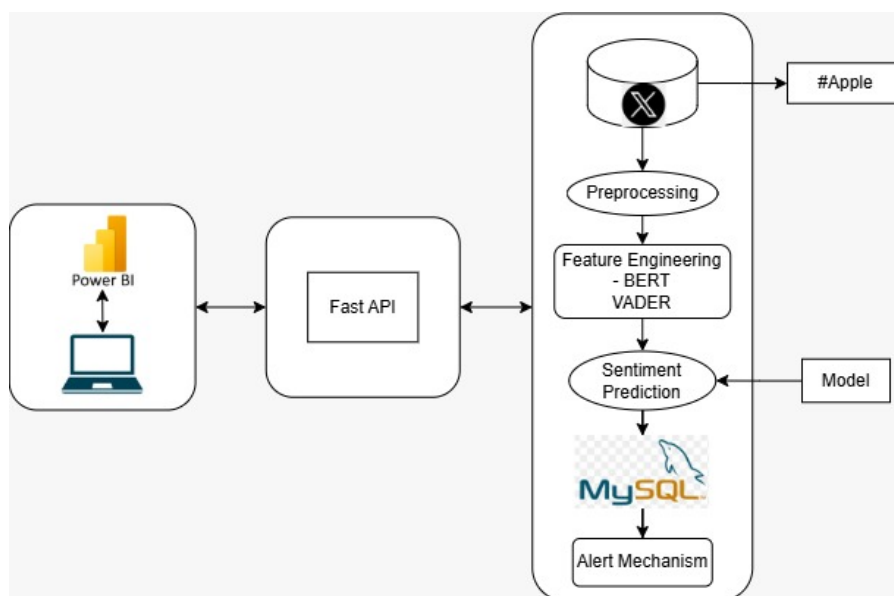 #Apple
Preprocessing
Feature Engineering
- BERT
VADER
Power BI
Fast API
Sentiment
Prediction
Model
MySQL
Alert Mechanism